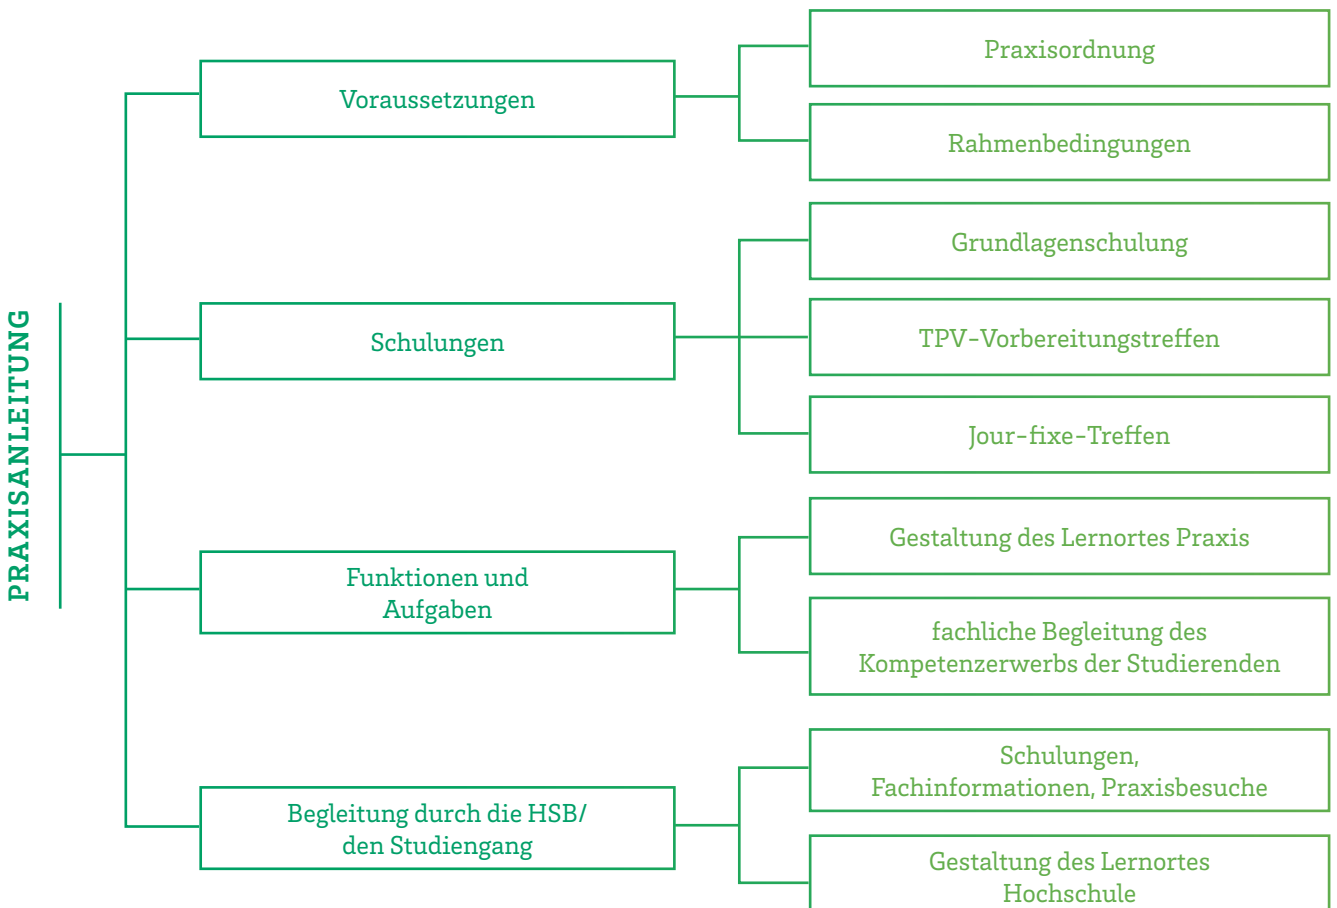 PRAXISANLEITUNG
Voraussetzungen
Praxisordnung
Rahmenbedingungen
Schulungen
Grundlagenschulung
TPV-Vorbereitungstreffen
Jour-fixe-Treffen
Funktionen und
Aufgaben
Gestaltung des Lernortes Praxis
fachliche Begleitung des
Kompetenzerwerbs der Studierenden
Begleitung durch die HSB/
den Studiengang
Schulungen,
Fachinformationen, Praxisbesuche
Gestaltung des Lernortes
Hochschule